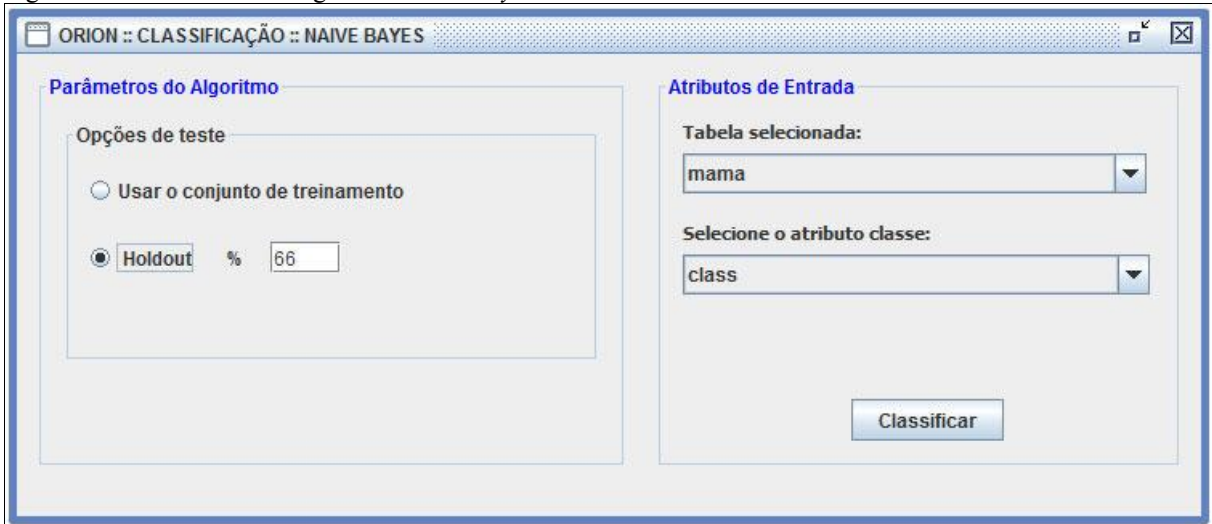 ORION :: CLASSIFICAÇÃO :: NAIVE BAYES
Parâmetros do Algoritmo
Opções de teste
Usar o conjunto de treinamento
Holdout % 66
Atributos de Entrada
Tabela selecionada:
mama
Selecione o atributo classe:
class
Classificar